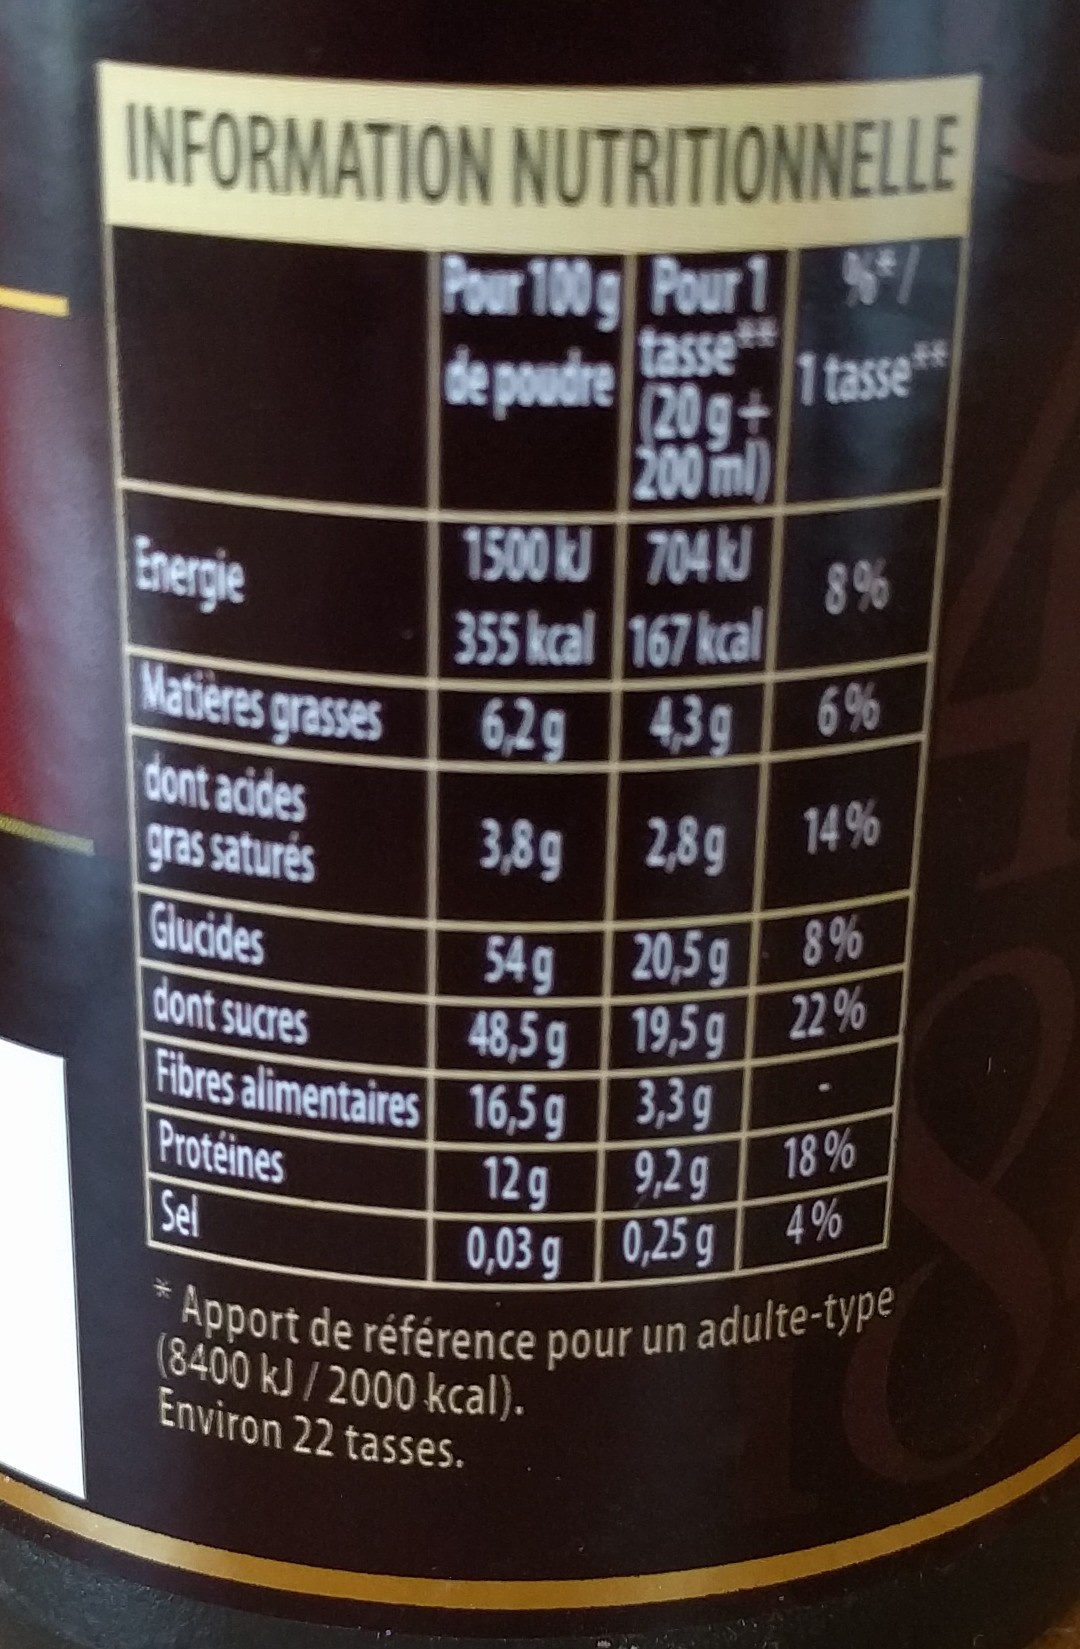 INFORMATION NUTRITIONNELLE
Pour 100 g de poudre
Pour 1 tasse** (20 g + 200 ml)
%* / 1 tasse**
Energie 1500 kJ 704 kJ 8 %
355 kcal 167 kcal
Matières grasses 6,2 g 4,3 g 6 %
dont acides
gras saturés 3,8 g 2,8 g 14 %
Glucides 54 g 20,5 g 8 %
dont sucres 48,5 g 19,5 g 22 %
Fibres alimentaires 16,5 g 3,3 g -
Protéines 12 g 9,2 g 18 %
Sel 0,03 g 0,25 g 4 %
* Apport de référence pour un adulte-type
(8400 kJ / 2000 kcal).
Environ 22 tasses.